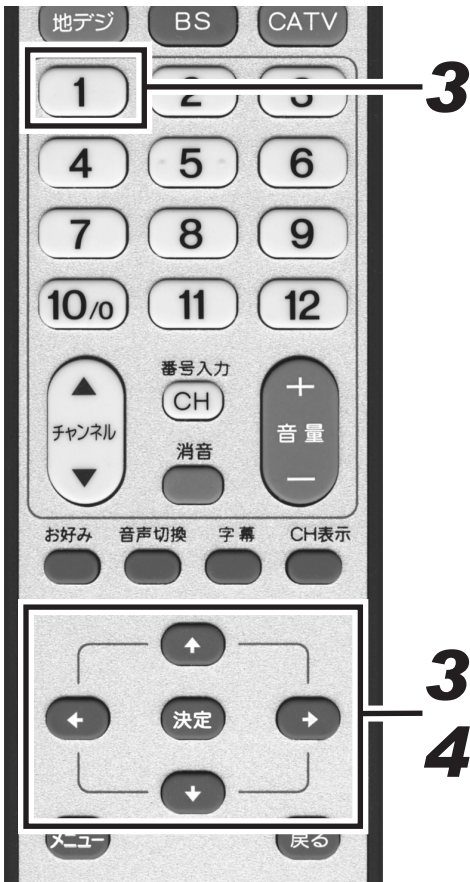 地デジ BS CATV
1 2 3 3
4 5 6
7 8 9
10/0 11 12
番号入力
CH
チャンネル
消音
+
音量
−
お好み 音声切換 字幕 CH表示
決定
3
4
メニュー 戻る